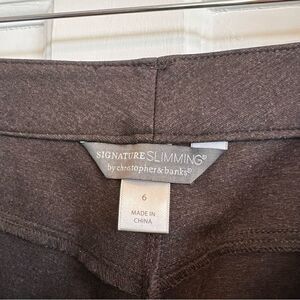 SIGNATURE SLIMMING®
by christopher & banks®
6
MADE IN
CHINA